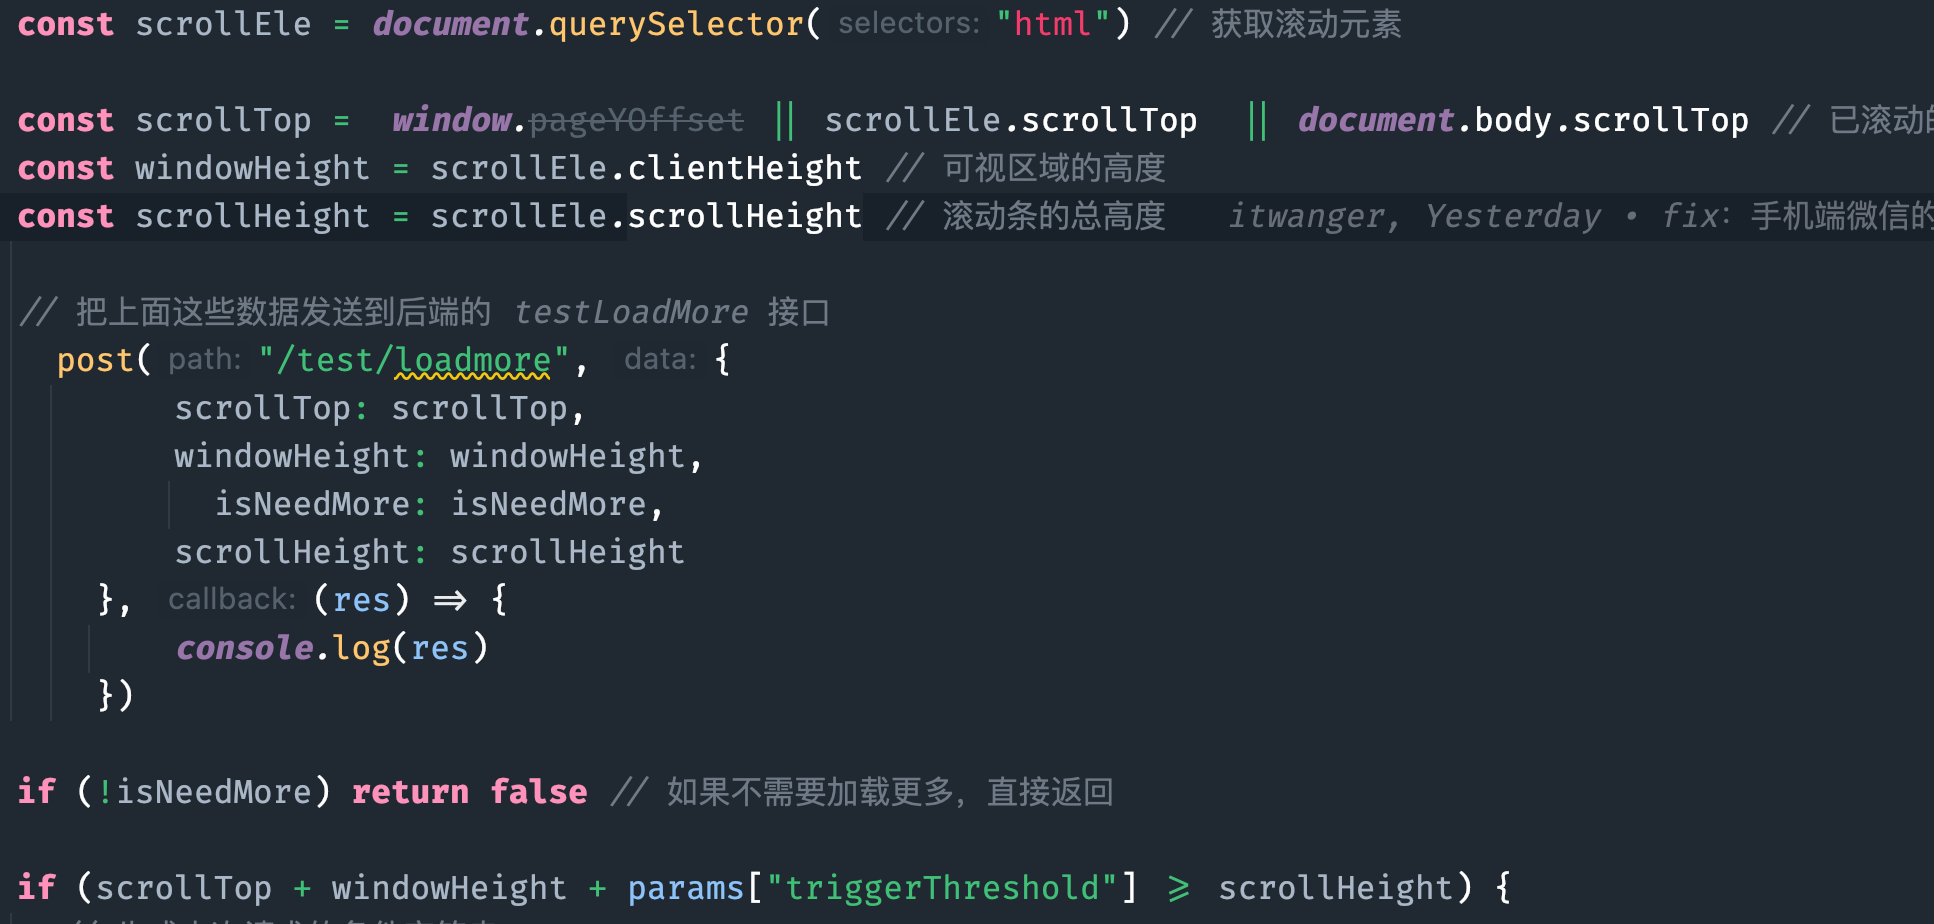 const scrollEle = document.querySelector( selectors: "html") // 获取滚动元素
const scrollTop = window.pageYOffset || scrollEle.scrollTop || document.body.scrollTop // 已滚动的
const windowHeight = scrollEle.clientHeight // 可视区域的高度
const scrollHeight = scrollEle.scrollHeight // 滚动条的总高度 itwanger, Yesterday • fix: 手机端微信的
// 把上面这些数据发送到后端的 testLoadMore 接口
post( path: "/test/loadmore", data: {
scrollTop: scrollTop,
windowHeight: windowHeight,
isNeedMore: isNeedMore,
scrollHeight: scrollHeight
}, callback: (res) => {
console.log(res)
})
if (!isNeedMore) return false // 如果不需要加载更多, 直接返回
if (scrollTop + windowHeight + params["triggerThreshold"] >= scrollHeight) {